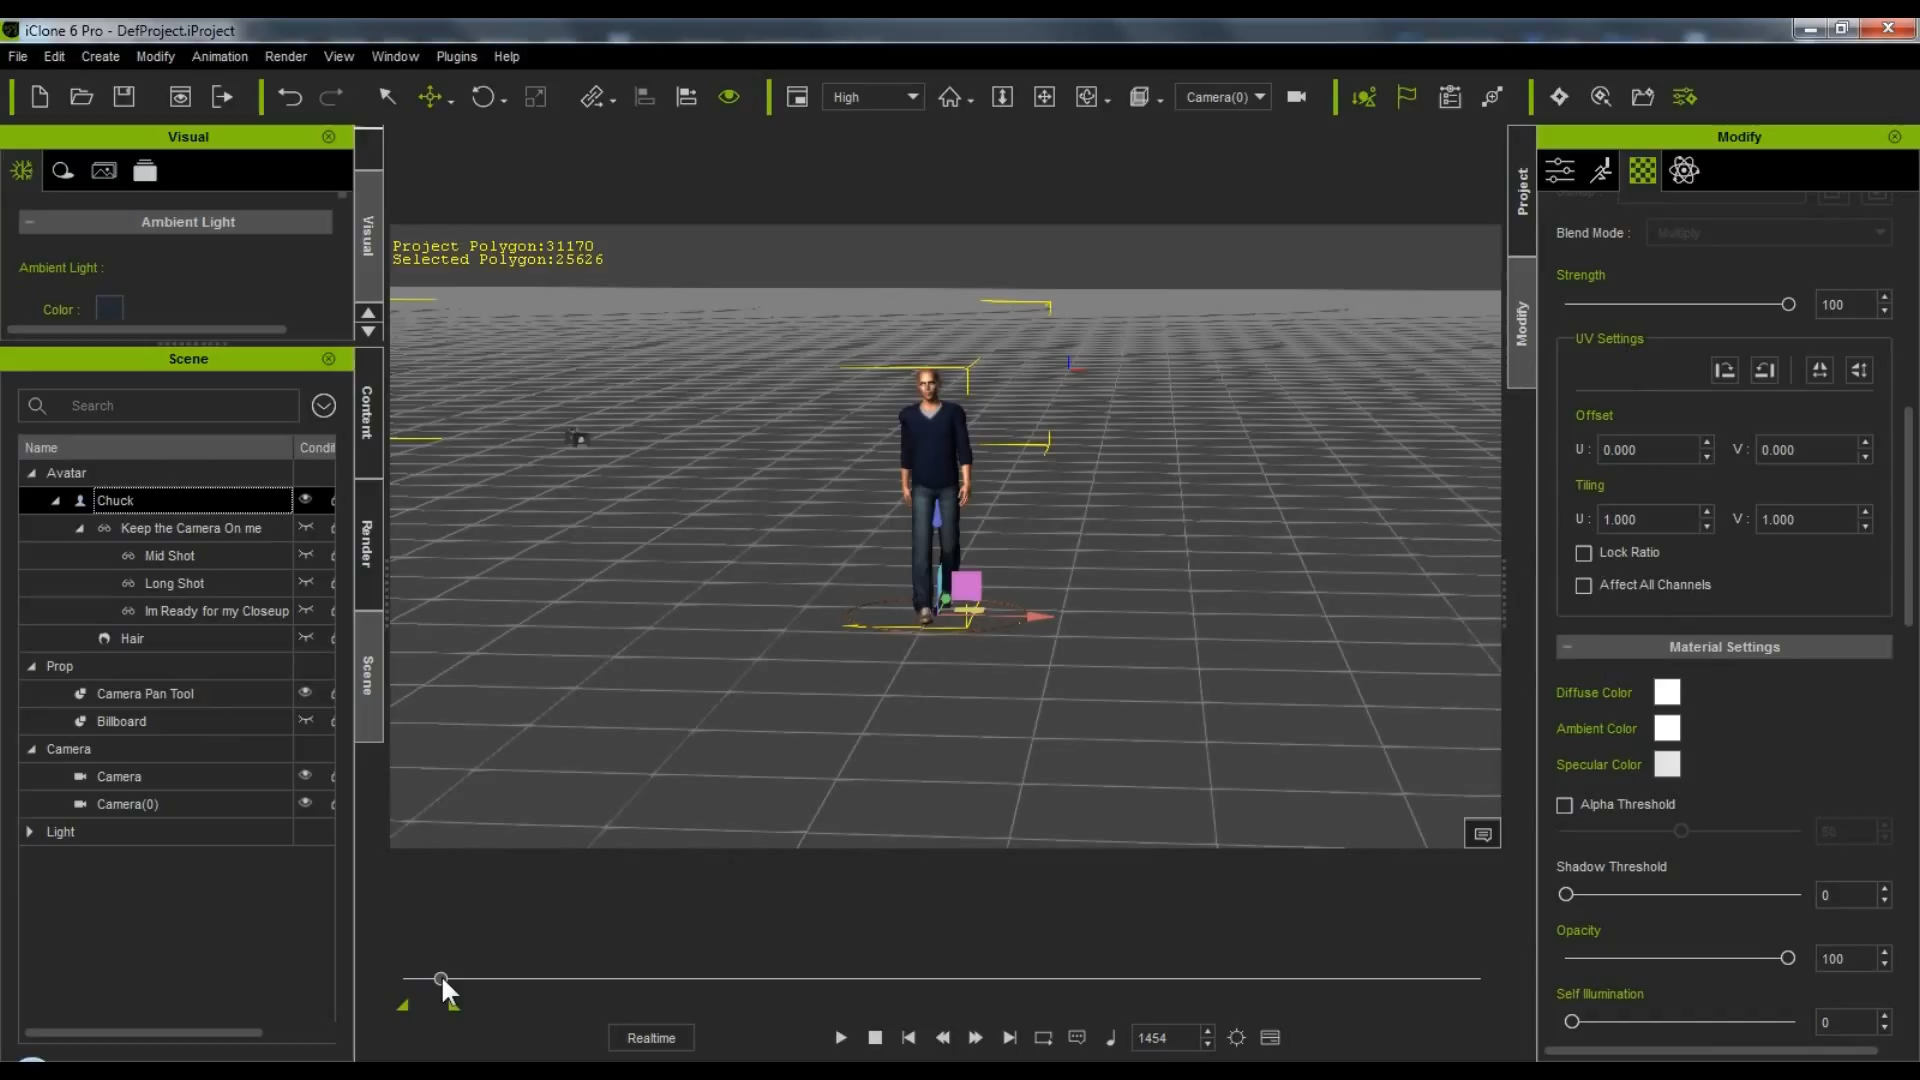 iClone 6 Pro - DefProject.iProject
File Edit Create Modify Animation Render View Window Plugins Help
High
Camera(0)
Visual
Ambient Light
Ambient Light :
Color :
Visual
Content
Render
Scene
Scene
Search
Name Condi
Avatar
Chuck
Keep the Camera On me
Mid Shot
Long Shot
Im Ready for my Closeup
Hair
Prop
Camera Pan Tool
Billboard
Camera
Camera
Camera(0)
Light
Project Polygon:31170
Selected Polygon:25626
Realtime
1454
Project
Modify
Modify
Blend Mode : Multiply
Strength
100
UV Settings
Offset
U : 0.000 V : 0.000
Tiling
U : 1.000 V : 1.000
Lock Ratio
Affect All Channels
Material Settings
Diffuse Color
Ambient Color
Specular Color
Alpha Threshold
50
Shadow Threshold
0
Opacity
100
Self Illumination
0